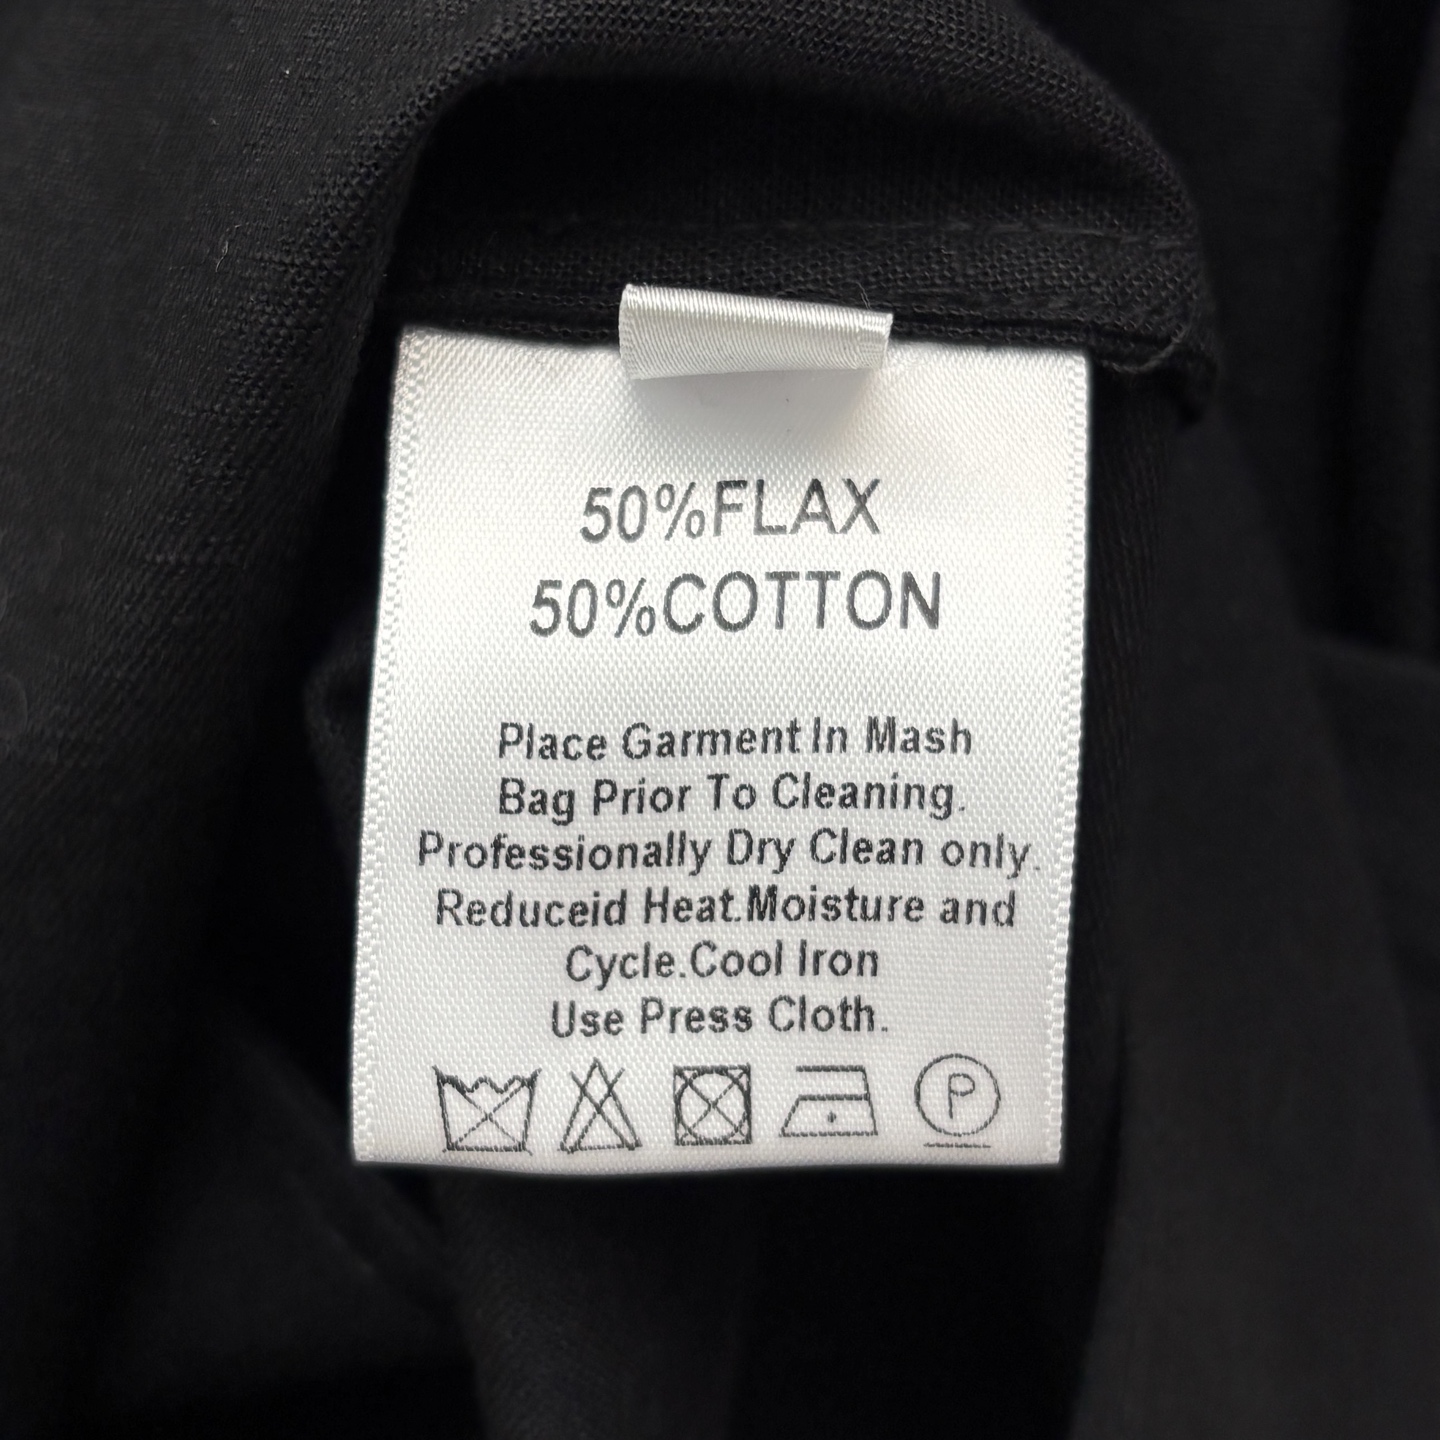 50%FLAX
50%COTTON
Place Garment In Mash
Bag Prior To Cleaning.
Professionally Dry Clean only.
Reduceid Heat.Moisture and
Cycle.Cool Iron
Use Press Cloth.
P